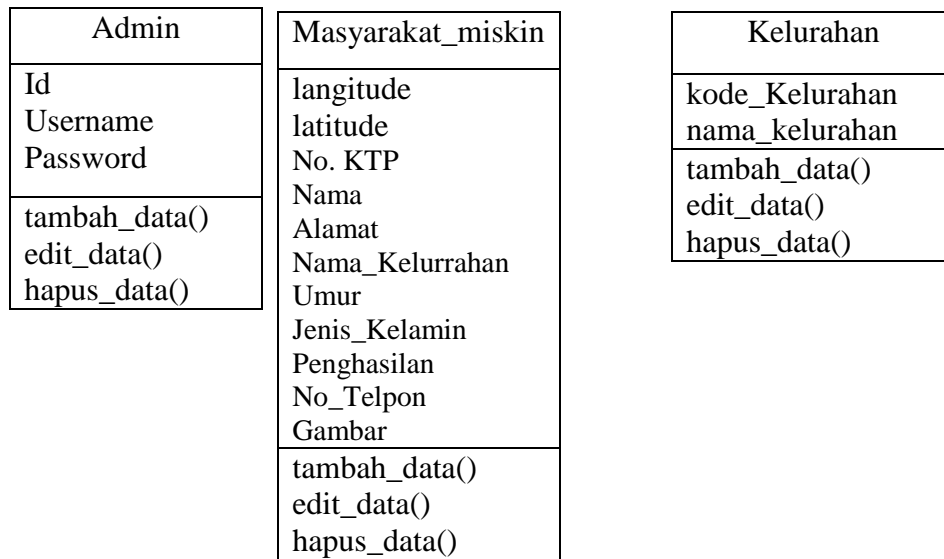 Admin
Id
Username
Password
tambah_data()
edit_data()
hapus_data()
Masyarakat_miskin
langitude
latitude
No. KTP
Nama
Alamat
Nama_Kelurrahan
Umur
Jenis_Kelamin
Penghasilan
No_Telpon
Gambar
tambah_data()
edit_data()
hapus_data()
Kelurahan
kode_Kelurahan
nama_kelurahan
tambah_data()
edit_data()
hapus_data()